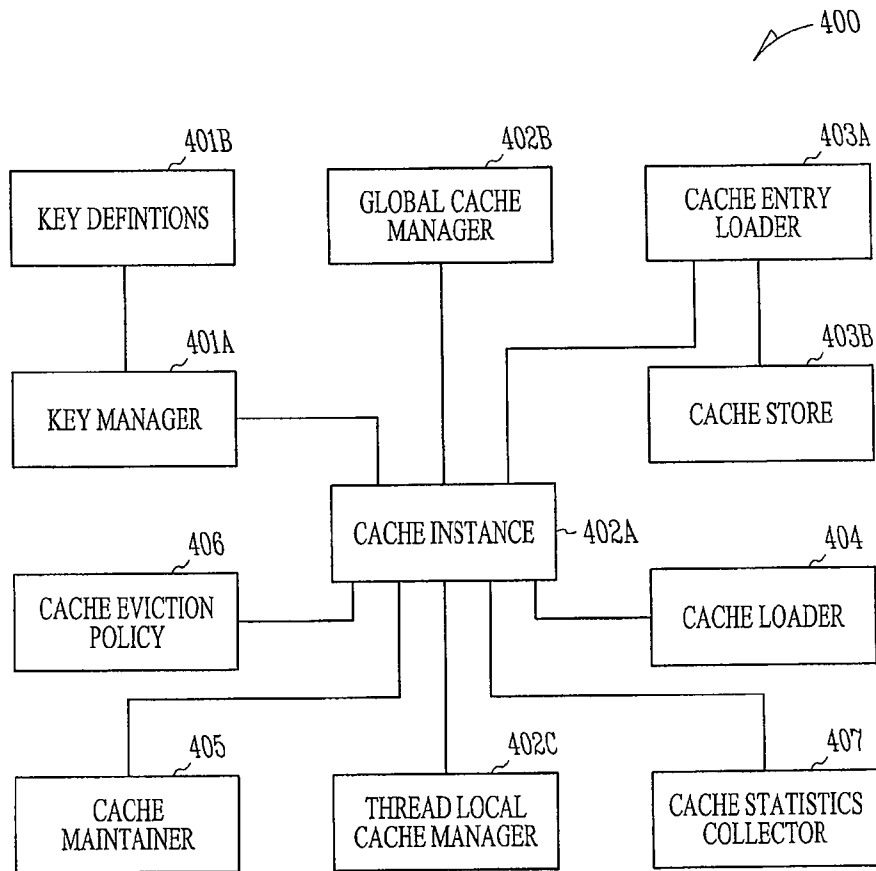 400
401B
KEY DEFINTIONS
402B
GLOBAL CACHE
MANAGER
403A
CACHE ENTRY
LOADER
401A
KEY MANAGER
403B
CACHE STORE
CACHE INSTANCE
402A
406
CACHE EVICTION
POLICY
404
CACHE LOADER
405
CACHE
MAINTAINER
402C
THREAD LOCAL
CACHE MANAGER
407
CACHE STATISTICS
COLLECTOR